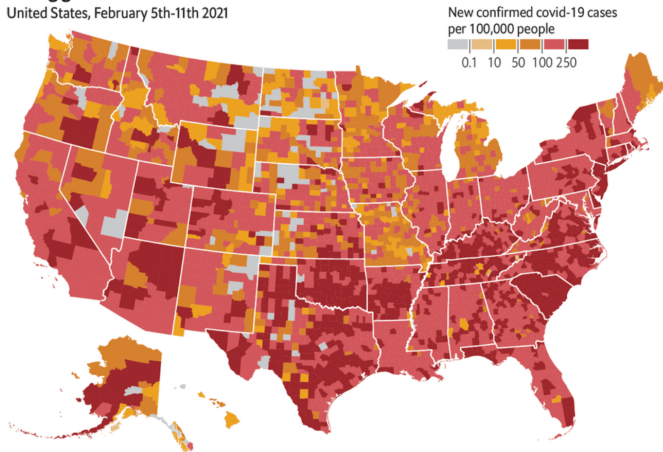 United States, February 5th-11th 2021
New confirmed covid-19 cases
per 100,000 people
0.1 10 50 100 250